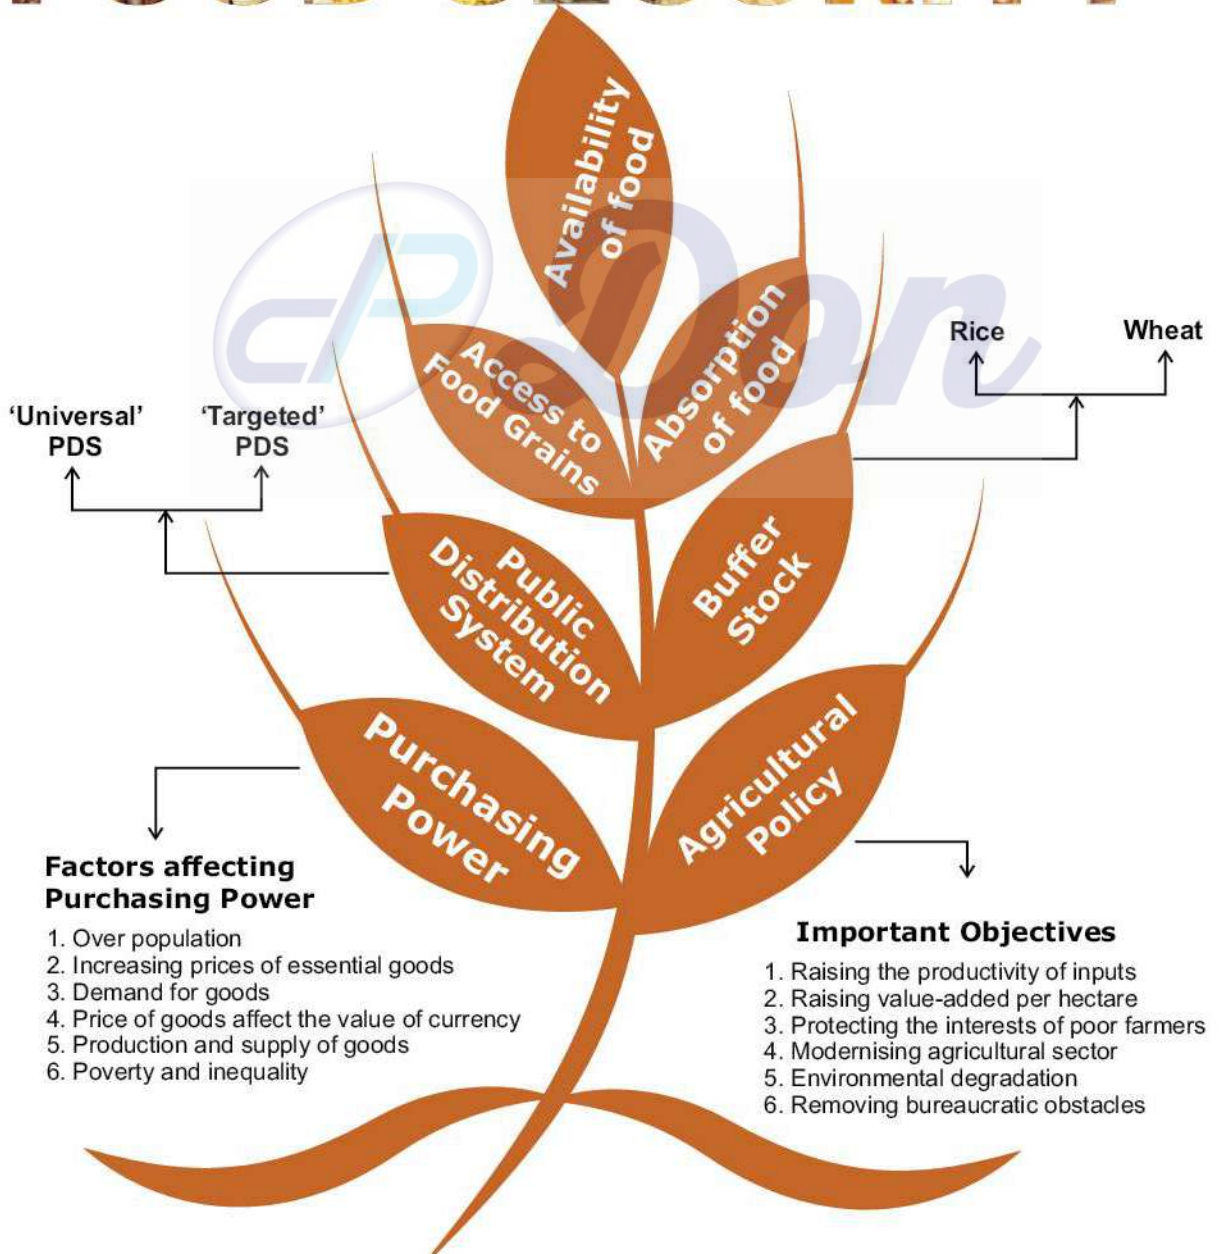 FOOD SECURITY
Availability
of food
Access to
Food Grains
Absorption
of food
Rice
Wheat
‘Universal’
PDS
‘Targeted’
PDS
Public
Distribution
System
Buffer
Stock
Purchasing
Power
Agricultural
Policy
Factors affecting
Purchasing Power
1. Over population
2. Increasing prices of essential goods
3. Demand for goods
4. Price of goods affect the value of currency
5. Production and supply of goods
6. Poverty and inequality
Important Objectives
1. Raising the productivity of inputs
2. Raising value-added per hectare
3. Protecting the interests of poor farmers
4. Modernising agricultural sector
5. Environmental degradation
6. Removing bureaucratic obstacles
Don